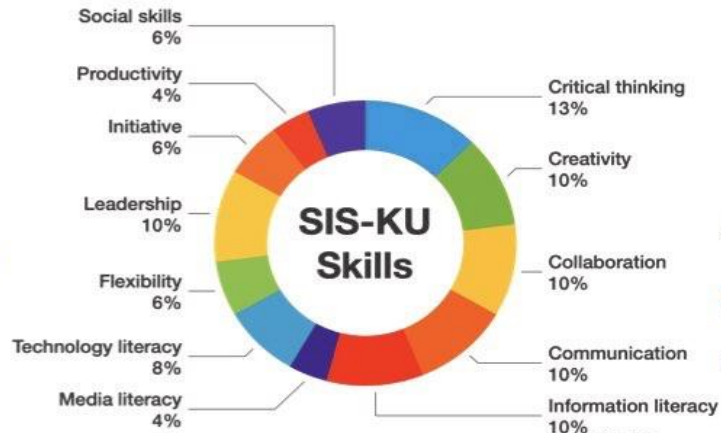 SIS-KU
Skills
Critical thinking
13%
Creativity
10%
Collaboration
10%
Communication
10%
Information literacy
10%
Media literacy
4%
Technology literacy
8%
Flexibility
6%
Leadership
10%
Initiative
6%
Productivity
4%
Social skills
6%